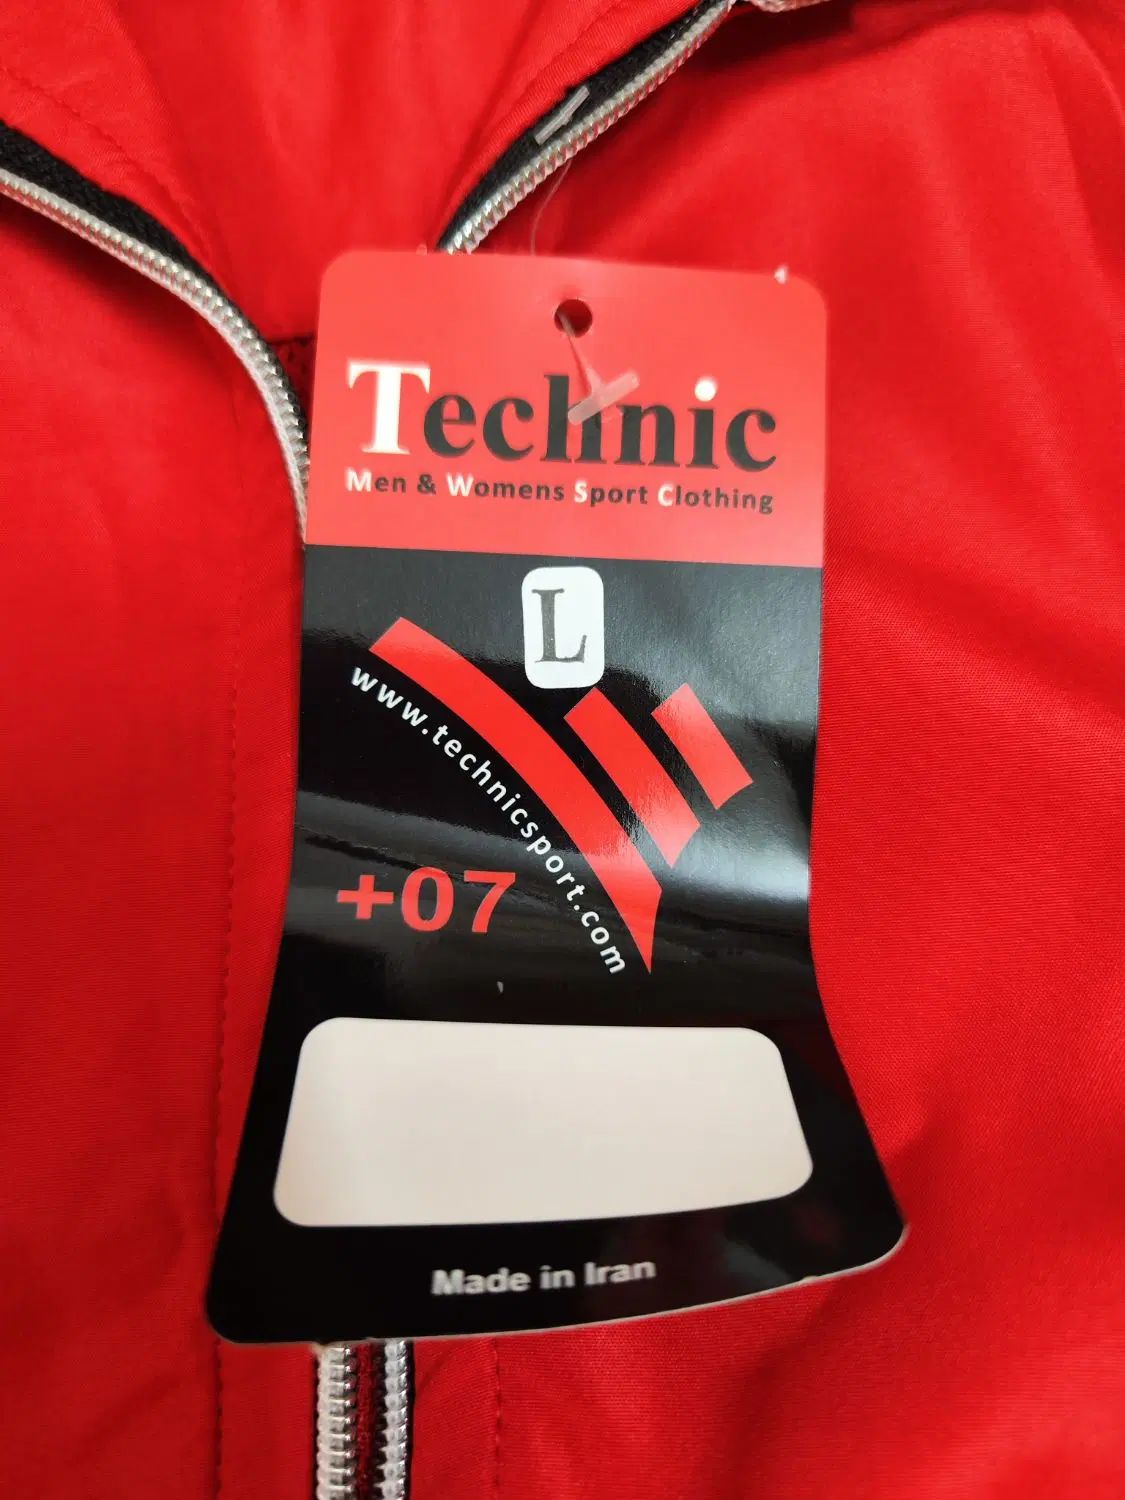 Technic
Men & Womens Sport Clothing
L
www.technicsport.com
+07
Made in Iran